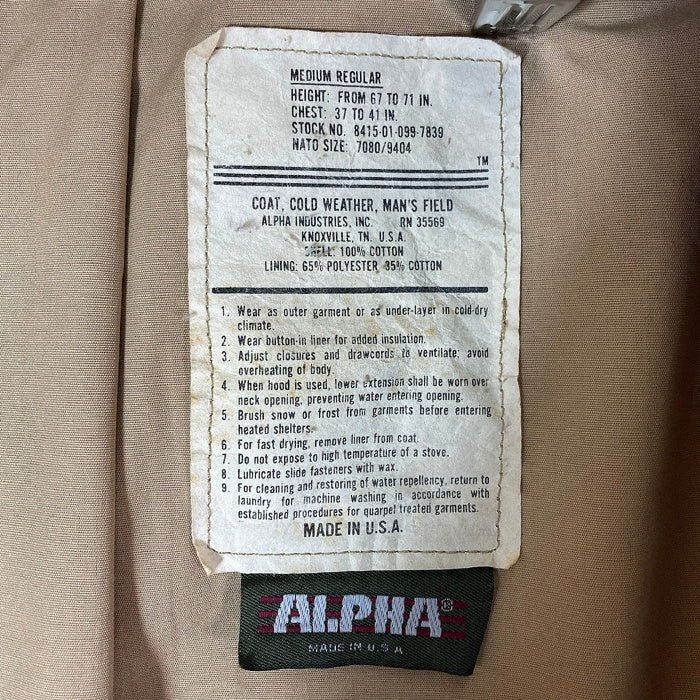 MEDIUM REGULAR
HEIGHT: FROM 67 TO 71 IN.
CHEST: 37 TO 41 IN.
STOCK NO. 8415-01-099-7839
NATO SIZE: 7080/9404
TM
COAT, COLD WEATHER, MAN'S FIELD
ALPHA INDUSTRIES, INC. RN 35569
KNOXVILLE, TN. U.S.A.
SHELL: 100% COTTON
LINING: 65% POLYESTER 35% COTTON
1. Wear as outer garment or as under-layer in cold-dry
climate.
2. Wear button-in liner for added insulation.
3. Adjust closures and drawcords to ventilate; avoid
overheating of body.
4. When hood is used, lower extension shall be worn over
neck opening, preventing water entering opening.
5. Brush snow or frost from garments before entering
heated shelters.
6. For fast drying, remove liner from coat.
7. Do not expose to high temperature of a stove.
8. Lubricate slide fasteners with wax.
9. For cleaning and restoring of water repellency, return to
laundry for machine washing in accordance with
established procedures for quarpel treated garments.
MADE IN U.S.A.
ALPHA®
MADE IN U.S.A.